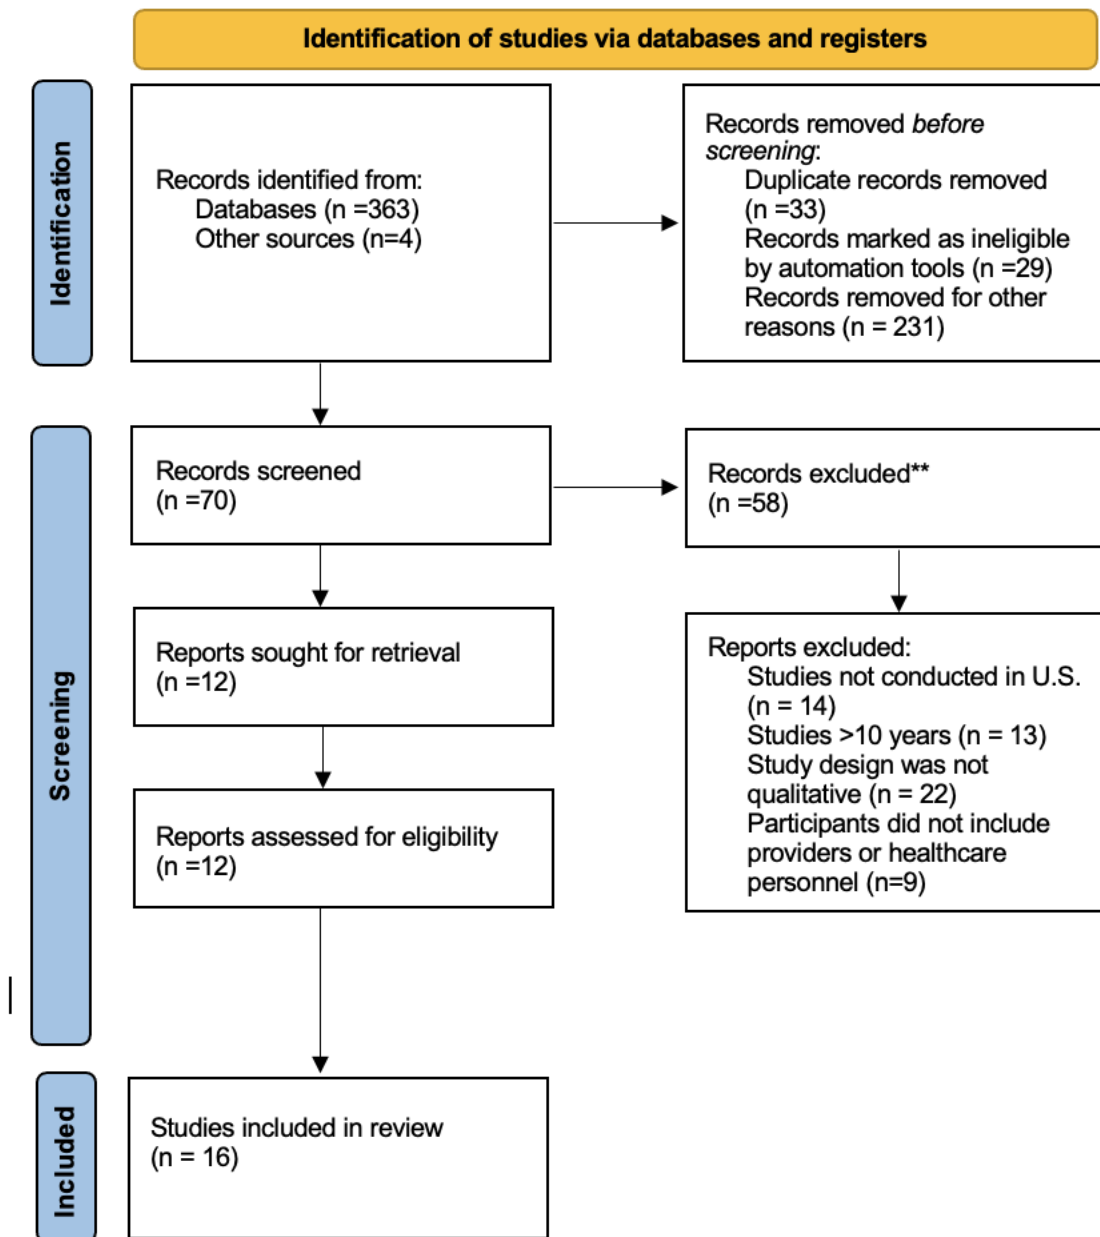 Identification of studies via databases and registers
Identification
Records identified from:
Databases (n =363)
Other sources (n=4)
Records removed before
screening:
Duplicate records removed
(n =33)
Records marked as ineligible
by automation tools (n =29)
Records removed for other
reasons (n = 231)
Screening
Records screened
(n =70)
Records excluded**
(n =58)
Reports sought for retrieval
(n =12)
Reports excluded:
Studies not conducted in U.S.
(n = 14)
Studies >10 years (n = 13)
Study design was not
qualitative (n = 22)
Participants did not include
providers or healthcare
personnel (n=9)
Reports assessed for eligibility
(n =12)
Included
Studies included in review
(n = 16)